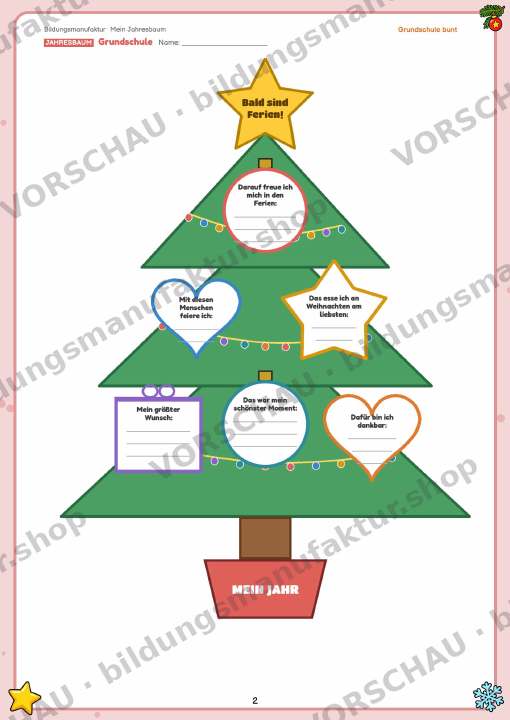 Bildungsmanufaktur · Mein Jahresbaum
Grundschule bunt
JAHRESBAUM Grundschule Name:
Bald sind
Ferien!
Darauf freue ich
mich in den
Ferien:
Mit diesen
Menschen
feiere ich:
Das esse ich an
Weihnachten am
liebsten:
Mein größter
Wunsch:
Das war mein
schönster Moment:
Dafür bin ich
dankbar:
MEIN JAHR
2
VORSCHAU · bildungsmanufaktur.shop
VORSCHAU · bildungsmanufaktur.shop
VORSCHAU · bildungsmanufaktur.shop